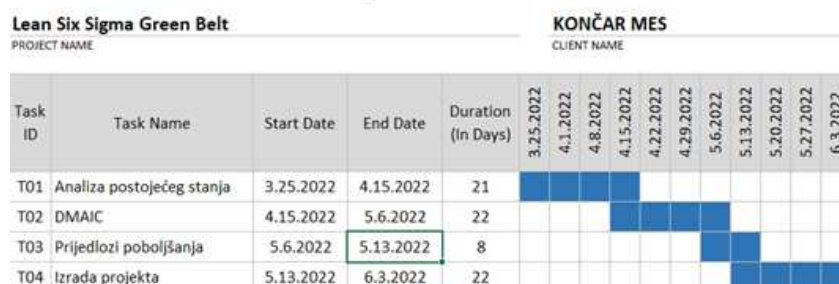 Lean Six Sigma Green Belt KONČAR MES
PROJECT NAME CLIENT NAME
Task ID Task Name Start Date End Date Duration (In Days) 3.25.2022 4.1.2022 4.8.2022 4.15.2022 4.22.2022 4.29.2022 5.6.2022 5.13.2022 5.20.2022 5.27.2022 6.3.2022
T01 Analiza postojećeg stanja 3.25.2022 4.15.2022 21
T02 DMAIC 4.15.2022 5.6.2022 22
T03 Prijedlozi poboljšanja 5.6.2022 5.13.2022 8
T04 Izrada projekta 5.13.2022 6.3.2022 22